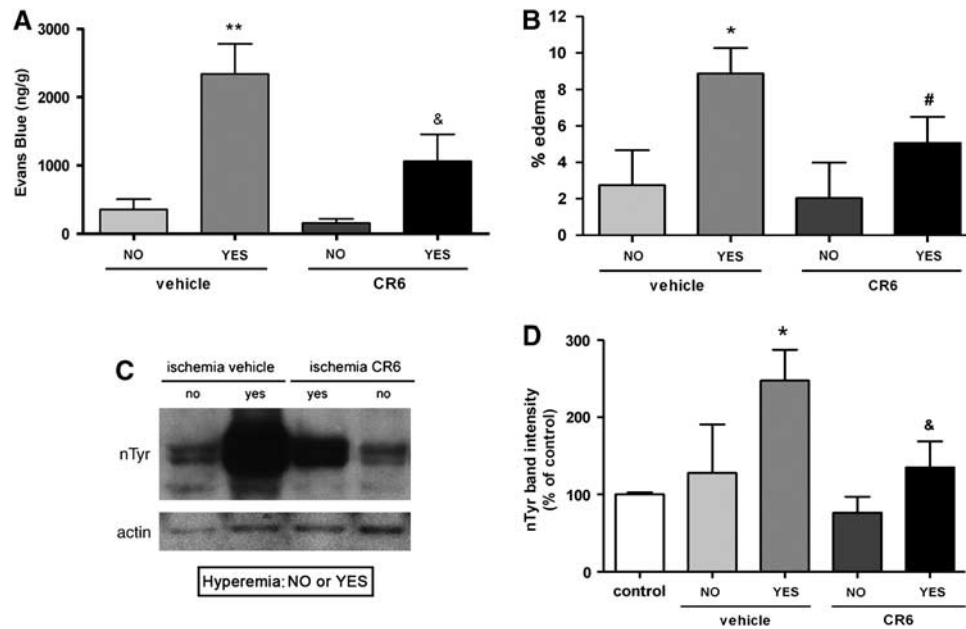 A
Evans Blue (ng/g)
3000
2000
1000
0
**
&
NO YES NO YES
vehicle CR6
B
% edema
12
10
8
6
4
2
0
*
#
NO YES NO YES
vehicle CR6
C
ischemia vehicle ischemia CR6
no yes yes no
nTyr
actin
Hyperemia: NO or YES
D
nTyr band intensity
(% of control)
300
200
100
0
*
&
control NO YES NO YES
vehicle CR6